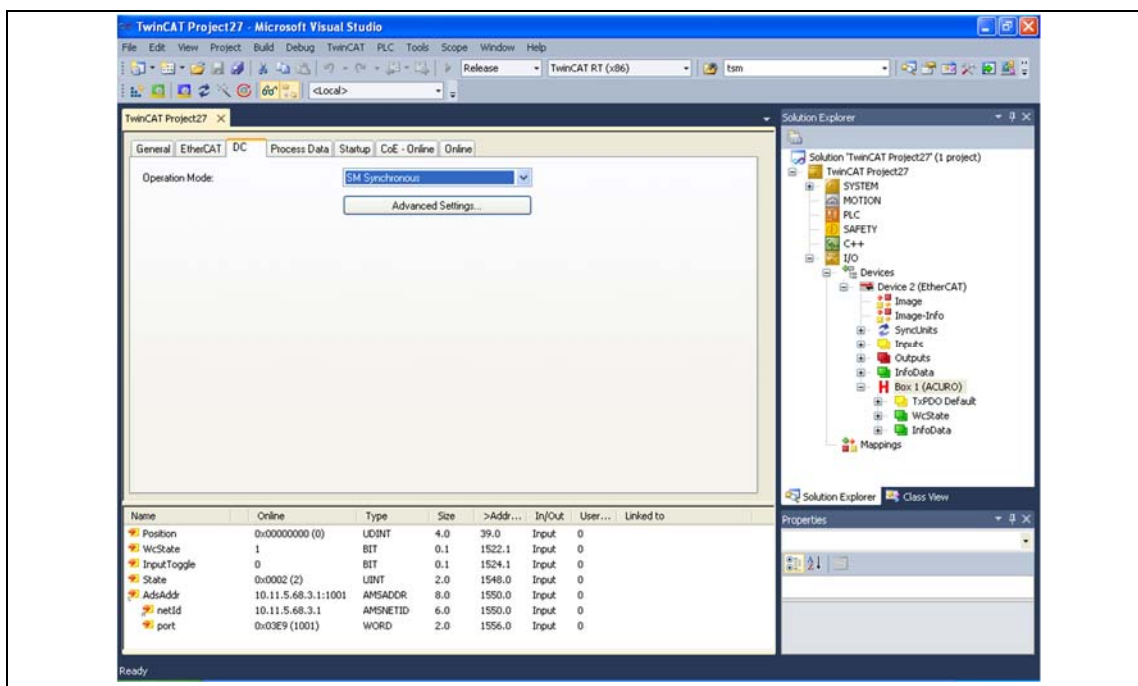 TwinCAT Project27 - Microsoft Visual Studio
File Edit View Project Build Debug TwinCAT PLC Tools Scope Window Help
Release TwinCAT RT (x86) tsm
<Local>
TwinCAT Project27
General EtherCAT DC Process Data Startup CoE - Online Online
Operation Mode: SM Synchronous
Advanced Settings...
Solution Explorer
Solution 'TwinCAT Project27' (1 project)
TwinCAT Project27
SYSTEM
MOTION
PLC
SAFETY
C++
I/O
Devices
Device 2 (EtherCAT)
Image
Image-Info
SyncUnits
Inputs
Outputs
InfoData
Box 1 (ACURO)
TxPDO Default
WcState
InfoData
Mappings
Solution Explorer Class View
Properties
Name Online Type Size >Addr... In/Out User... Linked to
Position 0x00000000 (0) UDINT 4.0 39.0 Input 0
WcState 1 BIT 0.1 1522.1 Input 0
InputToggle 0 BIT 0.1 1524.1 Input 0
State 0x0002 (2) UINT 2.0 1548.0 Input 0
AdsAddr 10.11.5.68.3.1:1001 AMSADDR 8.0 1550.0 Input 0
netId 10.11.5.68.3.1 AMSNETID 6.0 1550.0 Input 0
port 0x03E9 (1001) WORD 2.0 1556.0 Input 0
Ready